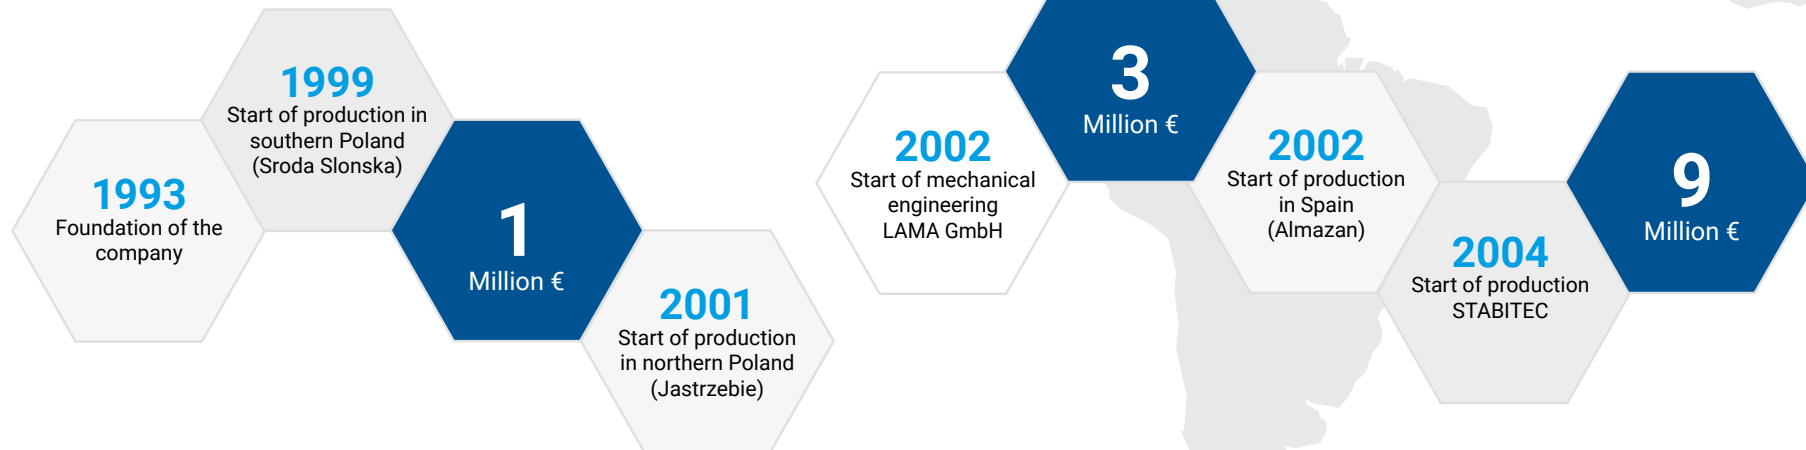 1993
Foundation of the
company
1999
Start of production in
southern Poland
(Sroda Slonska)
1
Million €
2001
Start of production
in northern Poland
(Jastrzebie)
2002
Start of mechanical
engineering
LAMA GmbH
3
Million €
2002
Start of production
in Spain
(Almazan)
2004
Start of production
STABITEC
9
Million €